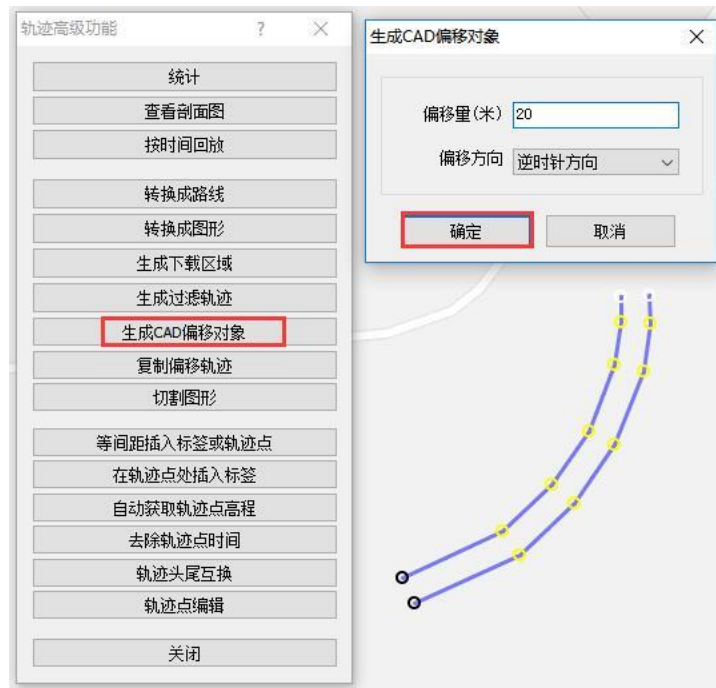 轨迹高级功能
统计
查看剖面图
按时间回放
转换成路线
转换成图形
生成下载区域
生成过滤轨迹
生成CAD偏移对象
复制偏移轨迹
切割图形
等间距插入标签或轨迹点
在轨迹点处插入标签
自动获取轨迹点高程
去除轨迹点时间
轨迹头尾互换
轨迹点编辑
关闭
生成CAD偏移对象
偏移量(米) 20
偏移方向 逆时针方向
确定 取消